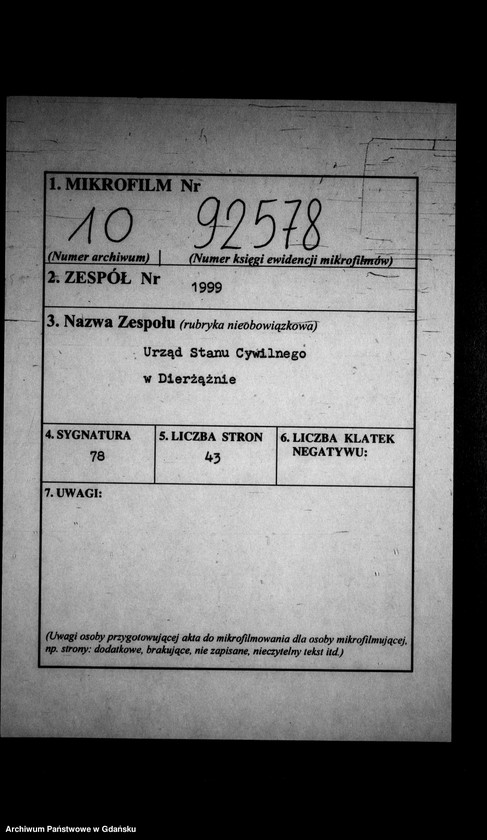 1. MIKROFILM Nr
10 92578
(Numer archiwum) (Numer księgi ewidencji mikrofilmów)
2. ZESPÓŁ Nr 1999
3. Nazwa Zespołu (rubryka nieobowiązkowa)
Urząd Stanu Cywilnego
w Dierżążnie
4. SYGNATURA
78
5. LICZBA STRON
43
6. LICZBA KLATEK
NEGATYWU:
7. UWAGI:
(Uwagi osoby przygotowującej akta do mikrofilmowania dla osoby mikrofilmującej,
np. strony: dodatkowe, brakujące, nie zapisane, nieczytelny tekst itd.)
Archiwum Państwowe w Gdańsku